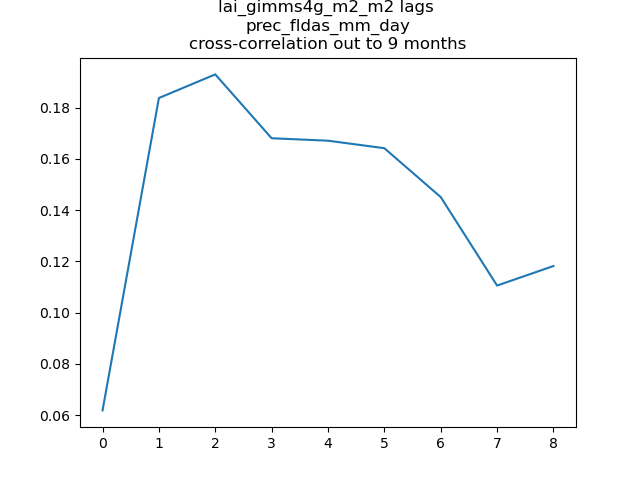 lai_gimms4g_m2_m2 lags
prec_fldas_mm_day
cross-correlation out to 9 months
0.18
0.16
0.14
0.12
0.10
0.08
0.06
0 1 2 3 4 5 6 7 8